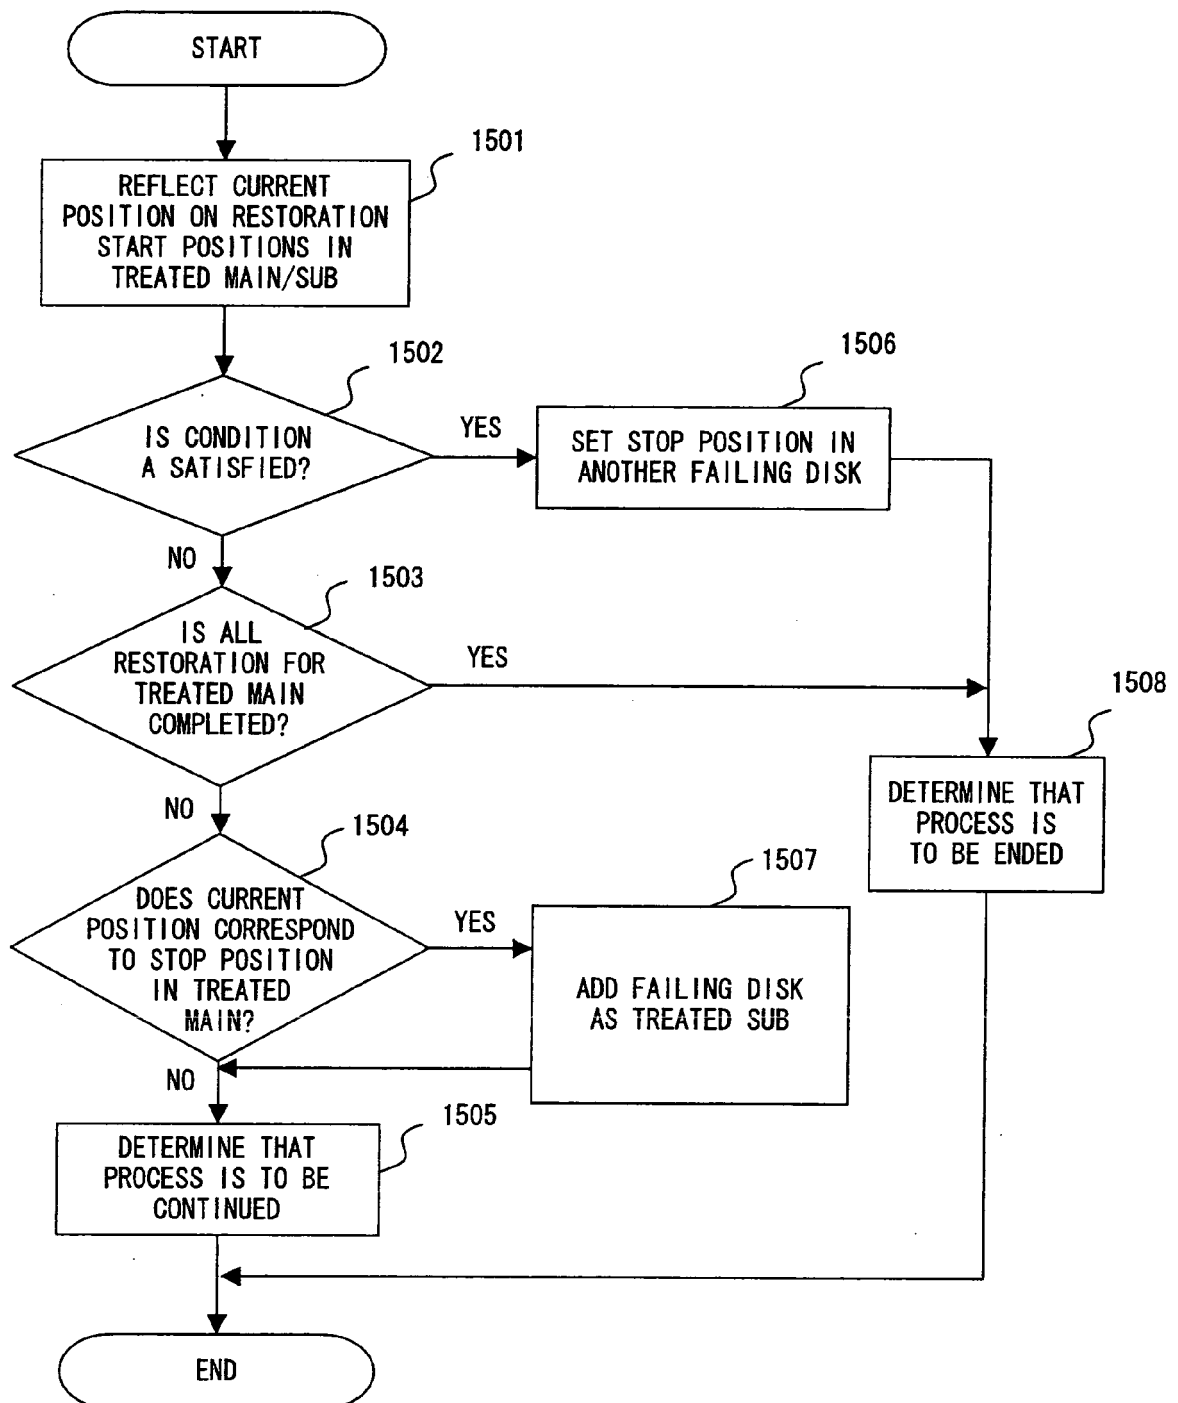 START
1501
REFLECT CURRENT
POSITION ON RESTORATION
START POSITIONS IN
TREATED MAIN/SUB
1502
IS CONDITION
A SATISFIED?
YES
1506
SET STOP POSITION IN
ANOTHER FAILING DISK
NO
1503
IS ALL
RESTORATION FOR
TREATED MAIN
COMPLETED?
YES
1508
DETERMINE THAT
PROCESS IS
TO BE ENDED
NO
1504
DOES CURRENT
POSITION CORRESPOND
TO STOP POSITION
IN TREATED
MAIN?
YES
1507
ADD FAILING DISK
AS TREATED SUB
NO
1505
DETERMINE THAT
PROCESS IS TO BE
CONTINUED
END